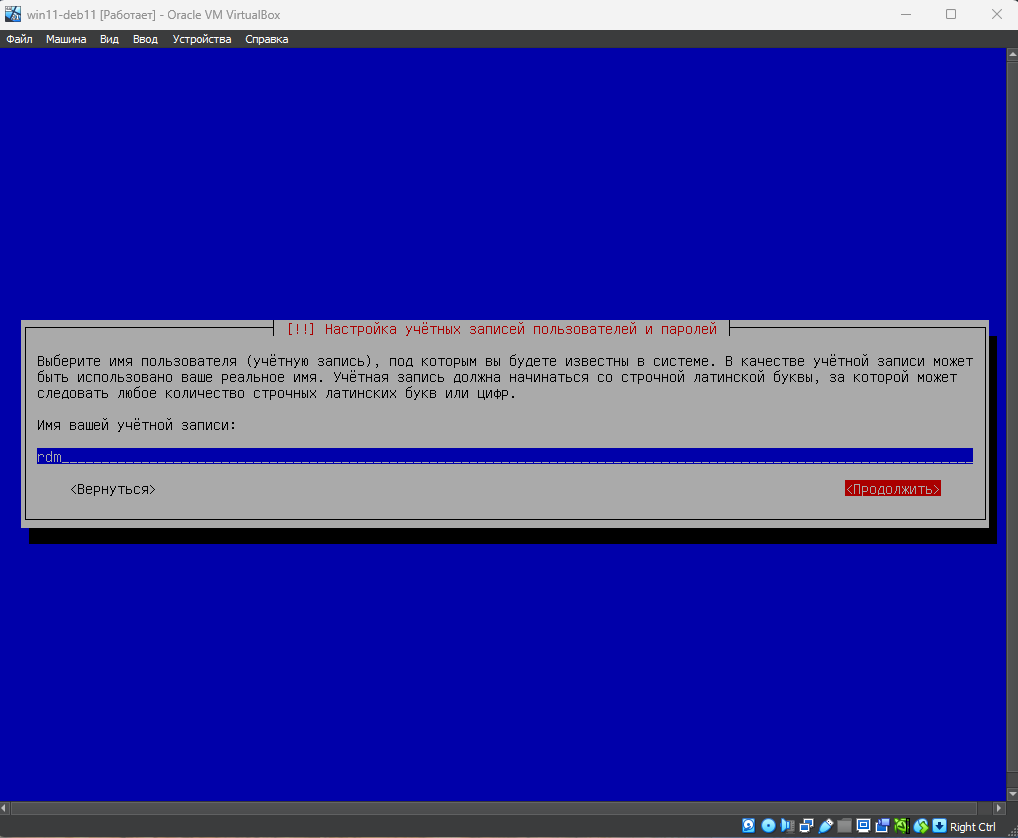 win11-deb11 [Работает] - Oracle VM VirtualBox
Файл Машина Вид Ввод Устройства Справка
[!!] Настройка учётных записей пользователей и паролей
Выберите имя пользователя (учётную запись), под которым вы будете известны в системе. В качестве учётной записи может
быть использовано ваше реальное имя. Учётная запись должна начинаться со строчной латинской буквы, за которой может
следовать любое количество строчных латинских букв или цифр.
Имя вашей учётной записи:
rdm
<Вернуться> <Продолжить>
Right Ctrl